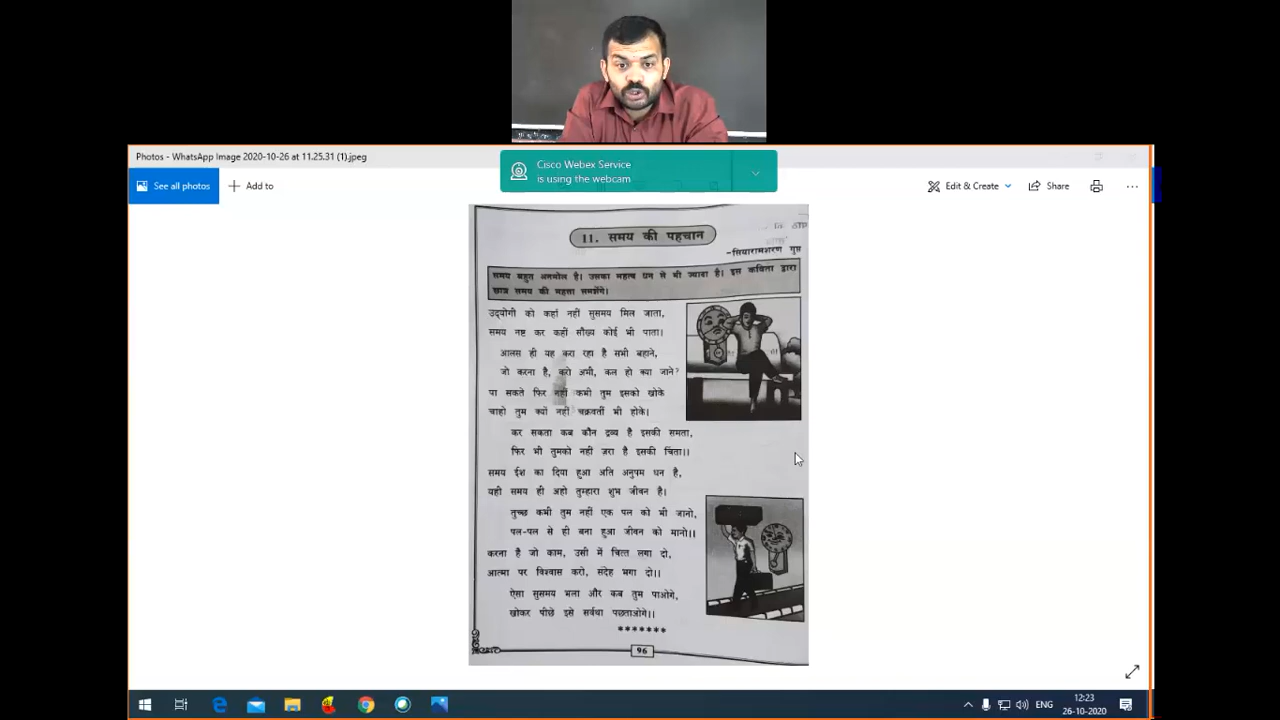 Photos - WhatsApp Image 2020-10-26 at 11.25.31 (1).jpeg
Cisco Webex Service
is using the webcam
See all photos
Add to
Edit & Create
Share
11. समय की पहचान
-सियारामशरण गुप्त
समय बहुत अनमोल है। उसका महत्व धन से भी ज्यादा है। इस कविता द्वारा
छात्र समय की महत्ता समझेंगे।
उद्योगी को कहाँ नहीं सुसमय मिल जाता,
समय नष्ट कर कहीं सौख्य कोई भी पाता।
आलस ही यह करा रहा है सभी बहाने,
जो करना है, करो अभी, कल हो क्या जाने?
पा सकते फिर नहीं कभी तुम इसको खोके
चाहो तुम क्यों नहीं चक्रवर्ती भी होके।
कर सकता कब कौन द्रव्य है इसकी समता,
फिर भी तुमको नहीं ज़रा है इसकी चिंता।।
समय ईश का दिया हुआ अति अनुपम धन है,
यही समय ही अहो तुम्हारा शुभ जीवन है।
तुच्छ कभी तुम नहीं एक पल को भी जानो,
पल-पल से ही बना हुआ जीवन को मानो।।
करना है जो काम, उसी में चित्त लगा दो,
आत्मा पर विश्वास करो, संदेह भगा दो।।
ऐसा सुसमय भला और कब तुम पाओगे,
खोकर पीछे इसे सर्वथा पछताओगे।।
*******
96
ENG
12:23
26-10-2020